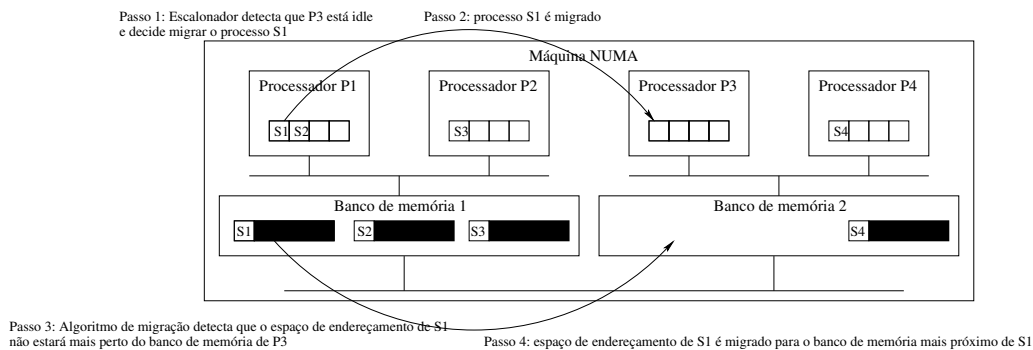 Passo 1: Escalonador detecta que P3 está idle
e decide migrar o processo S1
Passo 2: processo S1 é migrado
Máquina NUMA
Processador P1
Processador P2
Processador P3
Processador P4
S1 S2
S3
S4
Banco de memória 1
Banco de memória 2
S1
S2
S3
S4
Passo 3: Algoritmo de migração detecta que o espaço de endereçamento de S1
não estará mais perto do banco de memória de P3
Passo 4: espaço de endereçamento de S1 é migrado para o banco de memória mais próximo de S1